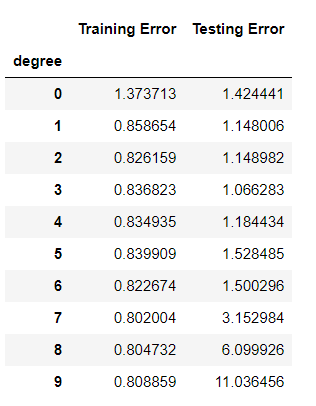 Training Error Testing Error
degree
0 1.373713 1.424441
1 0.858654 1.148006
2 0.826159 1.148982
3 0.836823 1.066283
4 0.834935 1.184434
5 0.839909 1.528485
6 0.822674 1.500296
7 0.802004 3.152984
8 0.804732 6.099926
9 0.808859 11.036456